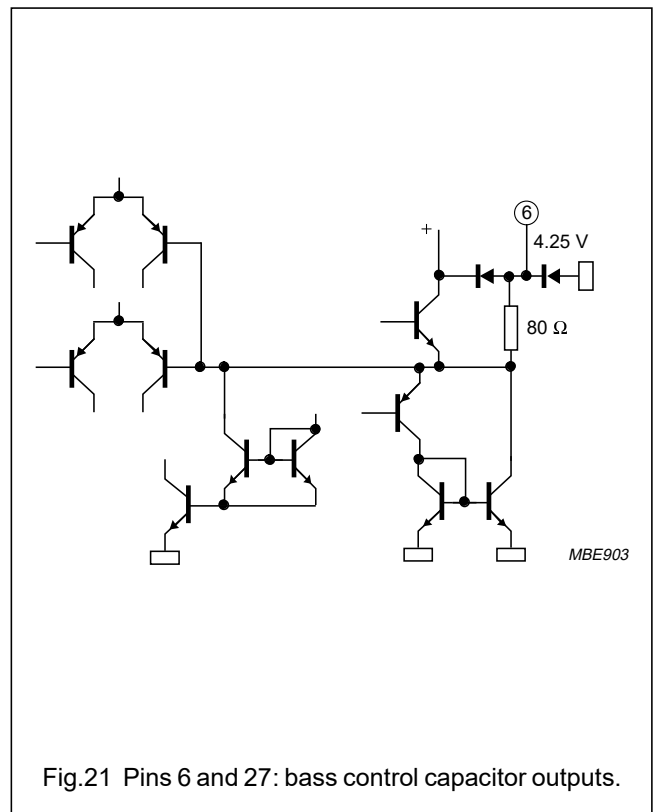 6
+
4.25 V
80 Ω
MBE903
Fig.21 Pins 6 and 27: bass control capacitor outputs.